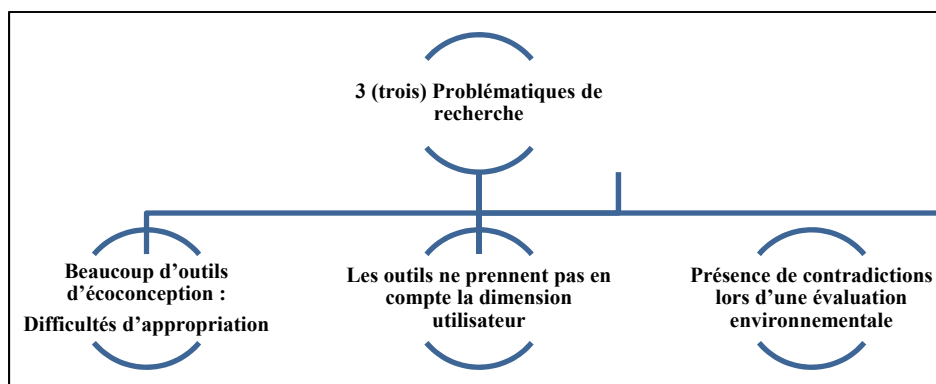 3 (trois) Problématiques de
recherche
Beaucoup d'outils
d'écoconception :
Difficultés d'appropriation
Les outils ne prennent pas en
compte la dimension
utilisateur
Présence de contradictions
lors d'une évaluation
environnementale